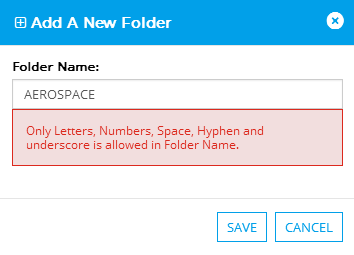 Add A New Folder
Folder Name:
AEROSPACE
Only Letters, Numbers, Space, Hyphen and
underscore is allowed in Folder Name.
SAVE CANCEL